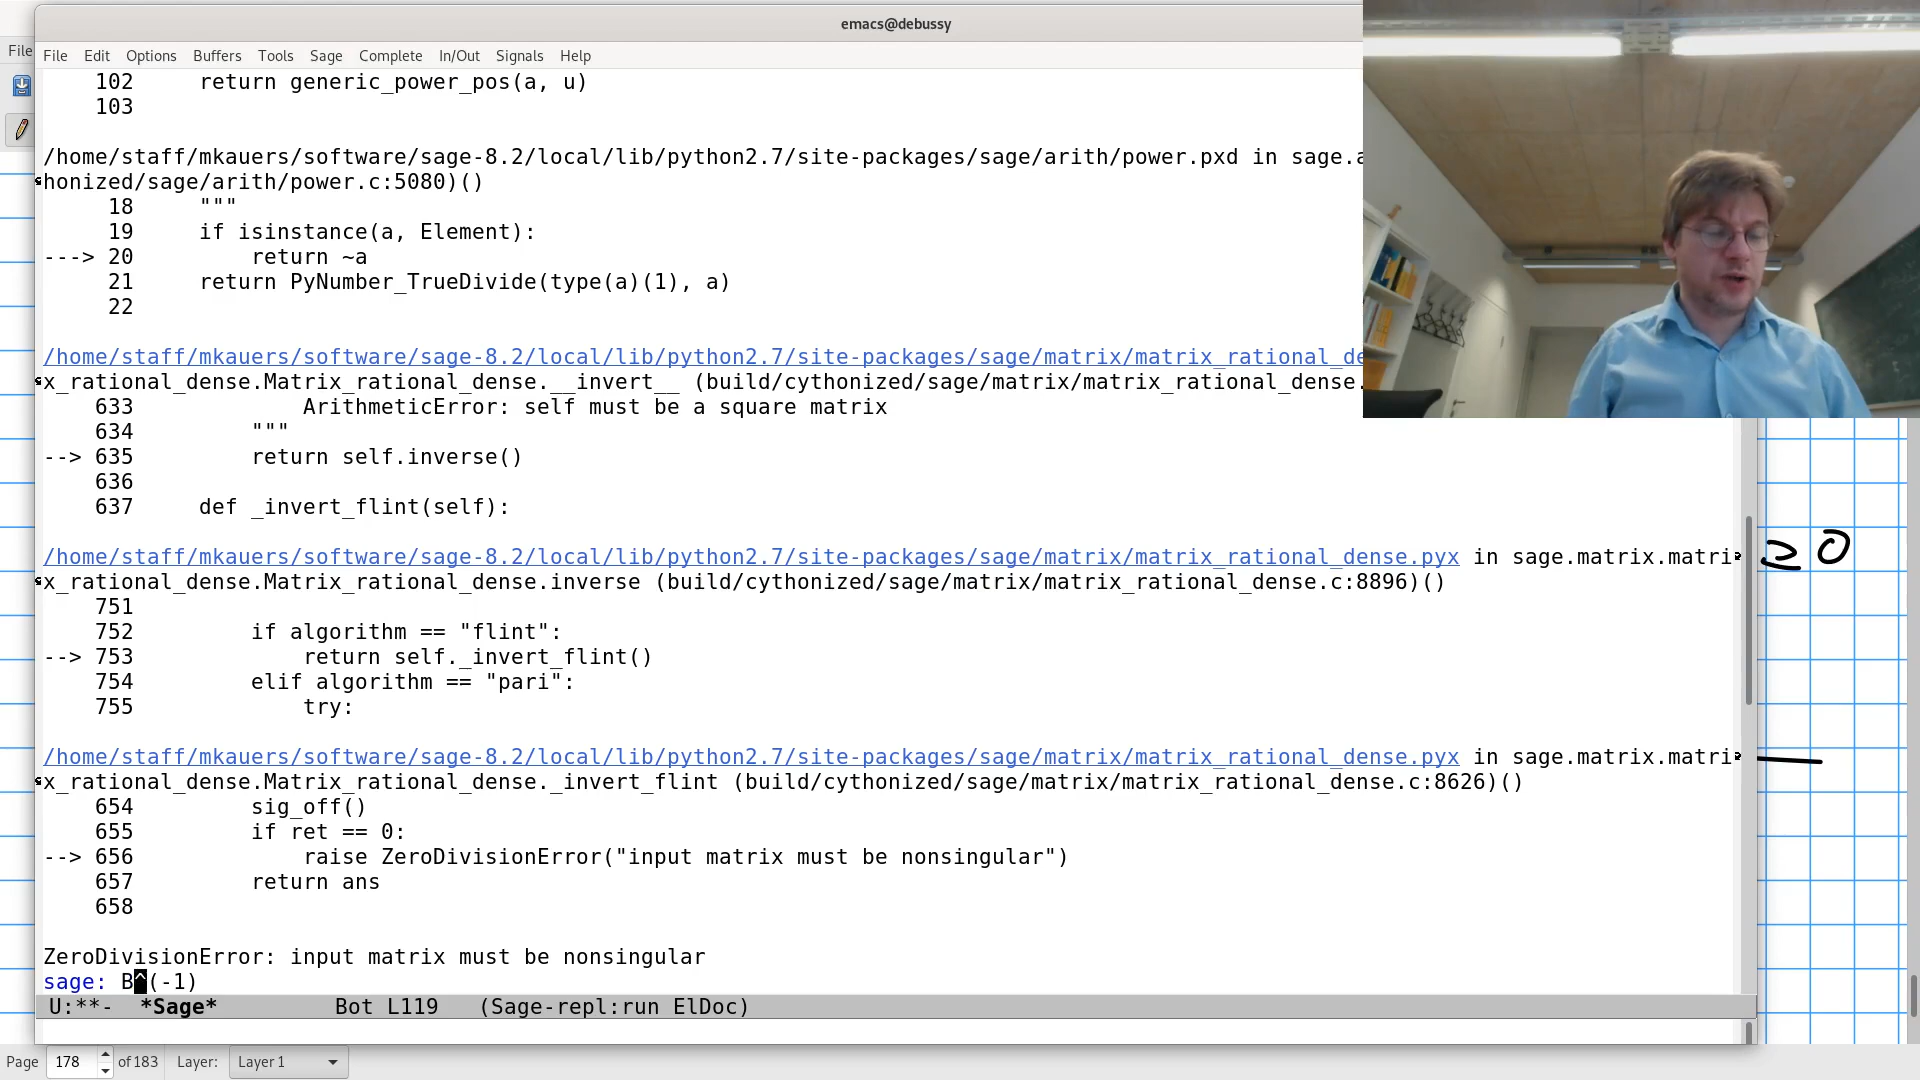 emacs@debussy
File
File Edit Options Buffers Tools Sage Complete In/Out Signals Help
102 return generic_power_pos(a, u)
103
/home/staff/mkauers/software/sage-8.2/local/lib/python2.7/site-packages/sage/arith/power.pxd in sage.a
honized/sage/arith/power.c:5080)()
18 """
19 if isinstance(a, Element):
---> 20 return ~a
21 return PyNumber_TrueDivide(type(a)(1), a)
22
/home/staff/mkauers/software/sage-8.2/local/lib/python2.7/site-packages/sage/matrix/matrix_rational_de
x_rational_dense.Matrix_rational_dense.__invert__ (build/cythonized/sage/matrix/matrix_rational_dense.
633 ArithmeticError: self must be a square matrix
634 """
--> 635 return self.inverse()
636
637 def _invert_flint(self):
/home/staff/mkauers/software/sage-8.2/local/lib/python2.7/site-packages/sage/matrix/matrix_rational_dense.pyx in sage.matrix.matri
x_rational_dense.Matrix_rational_dense.inverse (build/cythonized/sage/matrix/matrix_rational_dense.c:8896)()
751
752 if algorithm == "flint":
--> 753 return self._invert_flint()
754 elif algorithm == "pari":
755 try:
/home/staff/mkauers/software/sage-8.2/local/lib/python2.7/site-packages/sage/matrix/matrix_rational_dense.pyx in sage.matrix.matri
x_rational_dense.Matrix_rational_dense._invert_flint (build/cythonized/sage/matrix/matrix_rational_dense.c:8626)()
654 sig_off()
655 if ret == 0:
--> 656 raise ZeroDivisionError("input matrix must be nonsingular")
657 return ans
658
ZeroDivisionError: input matrix must be nonsingular
sage: B^(-1)
U:**- *Sage* Bot L119 (Sage-repl:run ElDoc)
Page 178 of 183 Layer: Layer 1